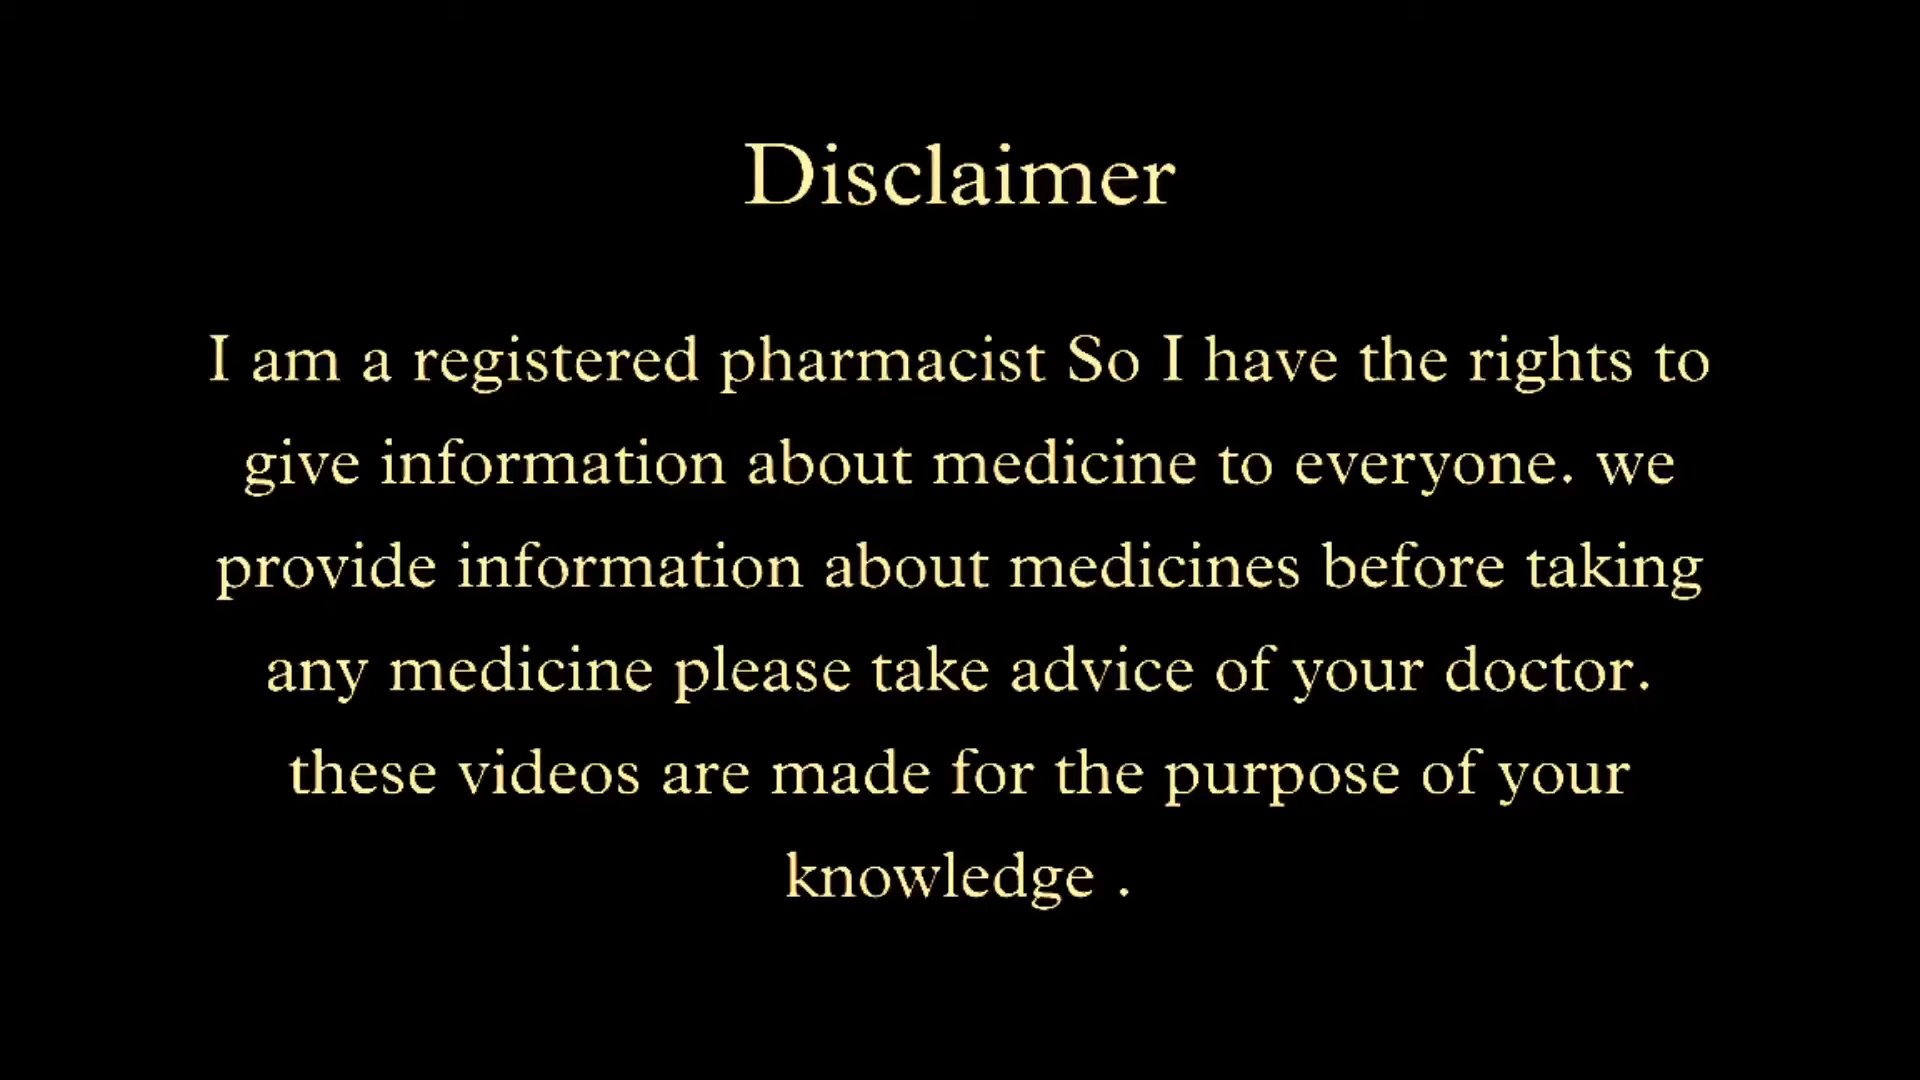 Disclaimer
I am a registered pharmacist So I have the rights to
give information about medicine to everyone. we
provide information about medicines before taking
any medicine please take advice of your doctor.
these videos are made for the purpose of your
knowledge .